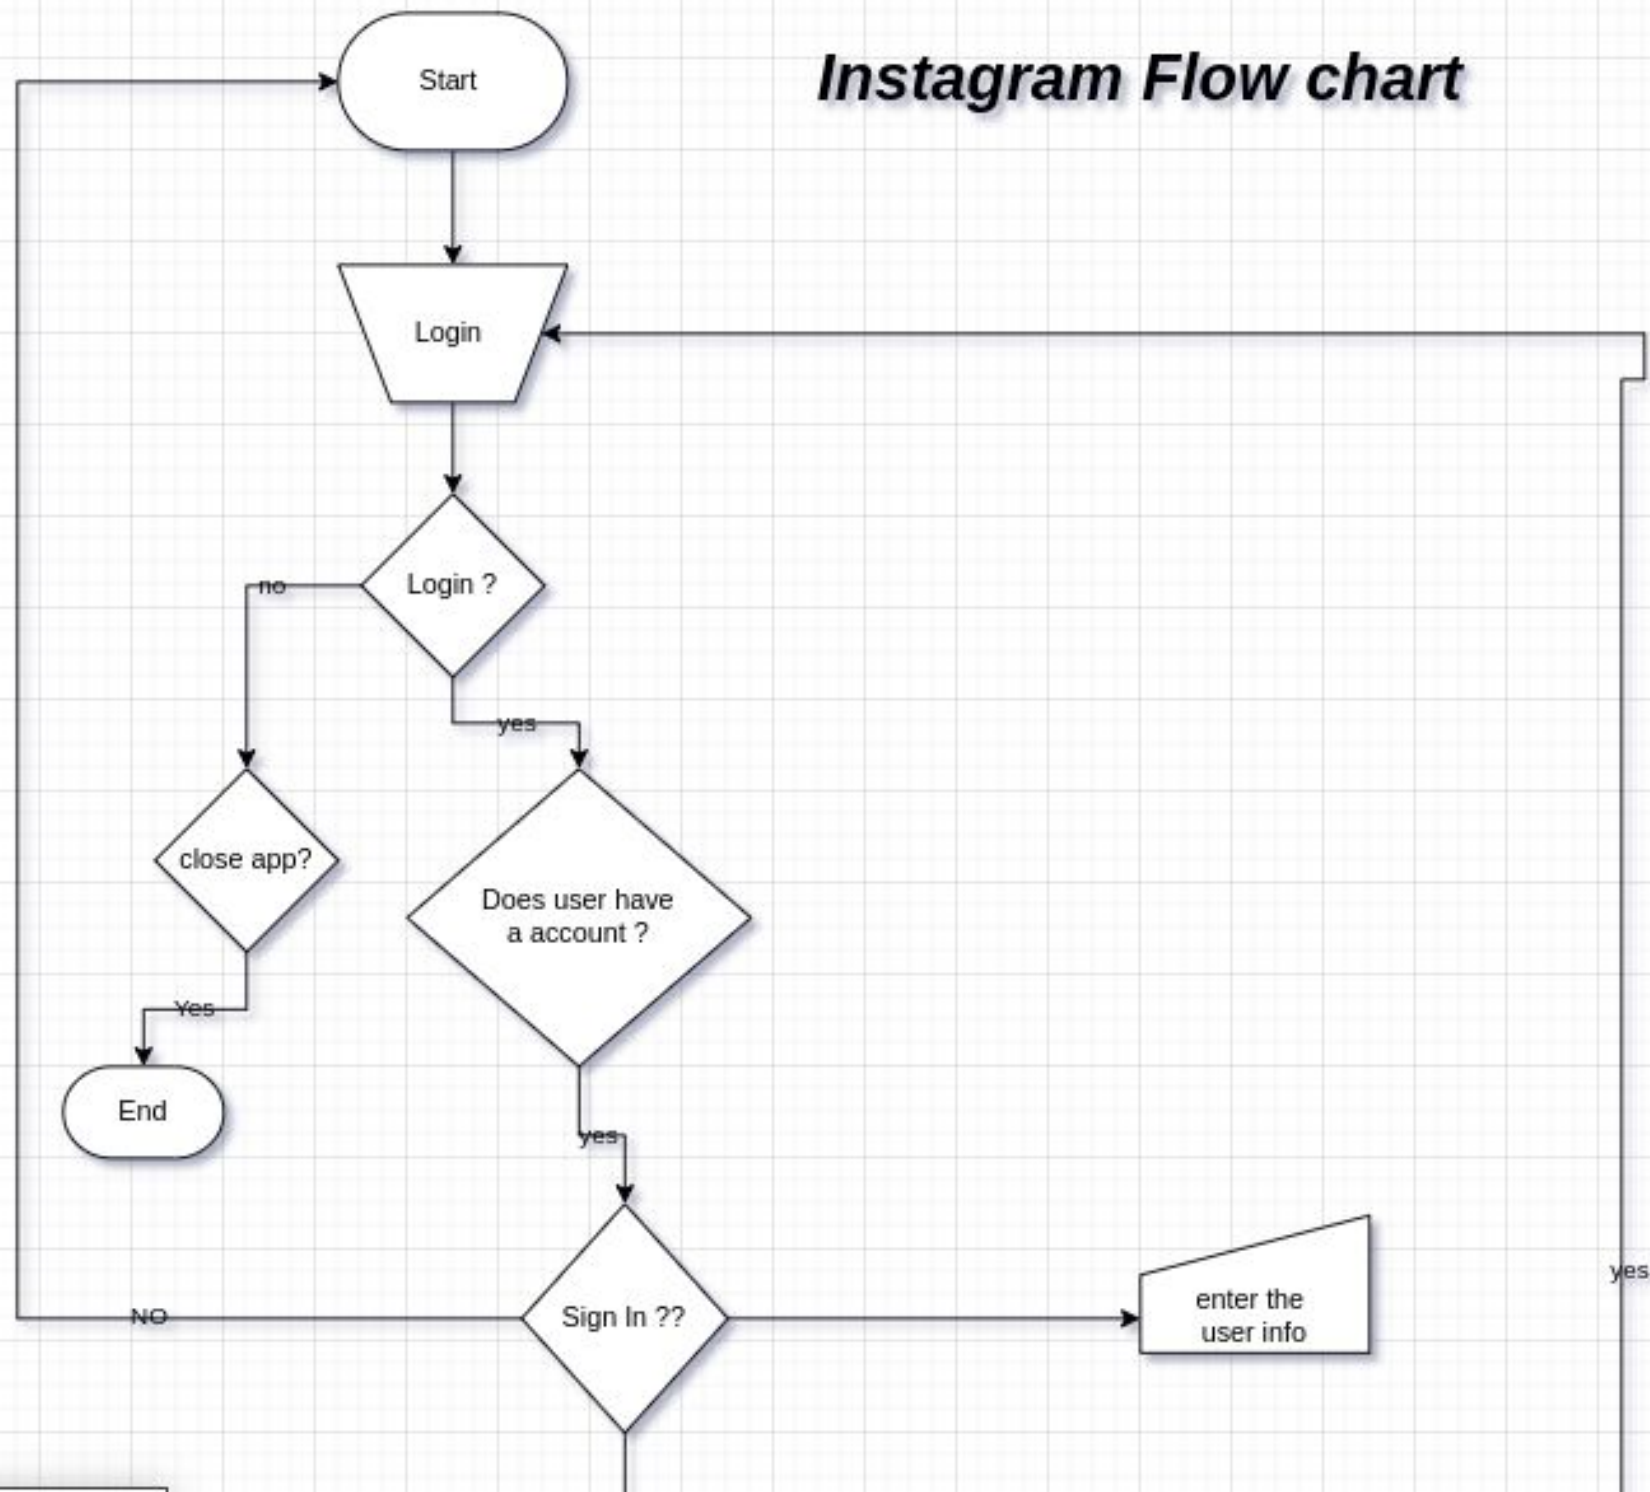 Start
Instagram Flow chart
Login
Login ?
no
yes
close app?
Does user have
a account ?
Yes
End
yes
Sign In ??
NO
enter the
user info
yes